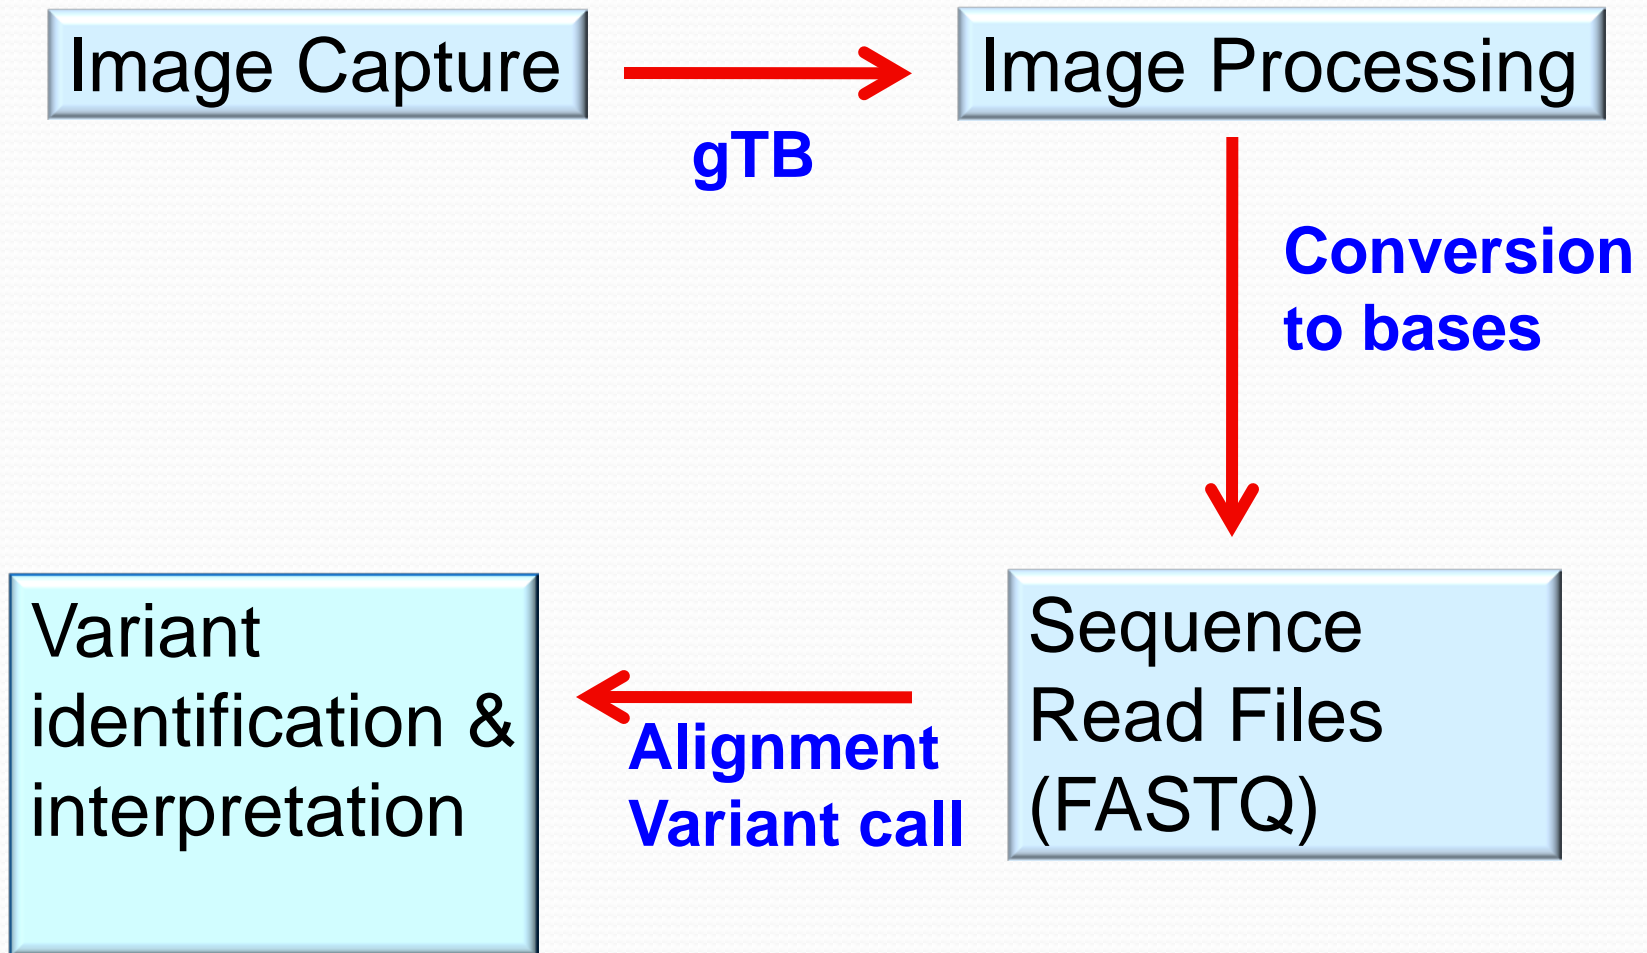 Image Capture
gTB
Image Processing
Conversion
to bases
Sequence
Read Files
(FASTQ)
Alignment
Variant call
Variant
identification &
interpretation